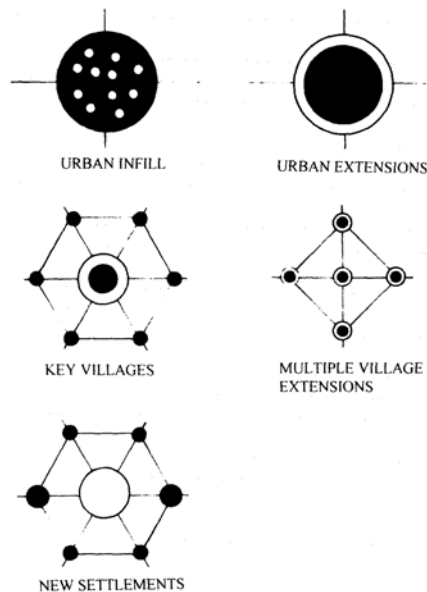 URBAN INFILL
URBAN EXTENSIONS
KEY VILLAGES
MULTIPLE VILLAGE
EXTENSIONS
NEW SETTLEMENTS